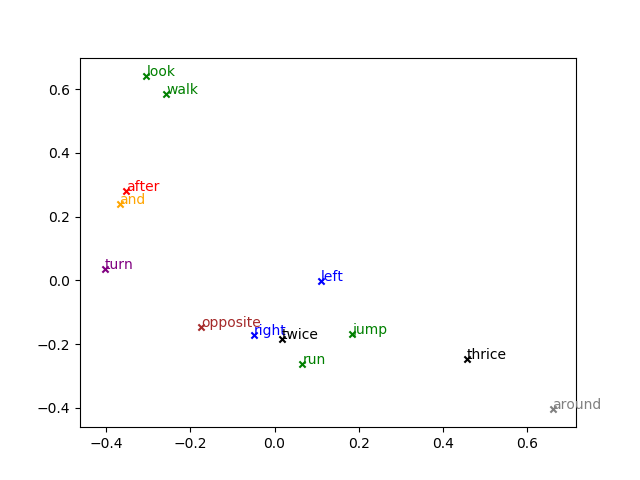 look
walk
0.6
0.4
after
and
0.2
turn
left
0.0
opposite
right
twice
jump
−0.2
run
thrice
around
−0.4
−0.4 −0.2 0.0 0.2 0.4 0.6